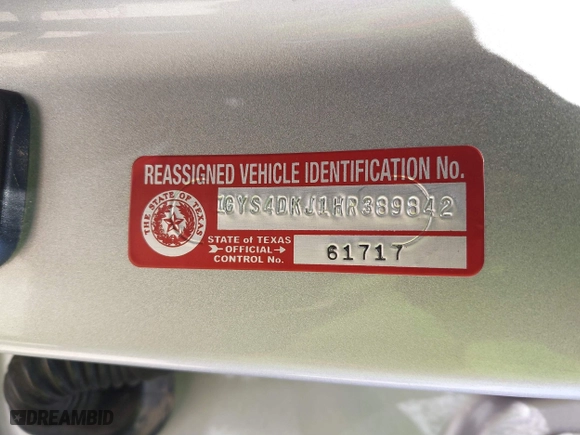 REASSIGNED VEHICLE IDENTIFICATION No.
1GYS4DKJ1HR389842
THE STATE OF TEXAS
STATE of TEXAS
OFFICIAL
CONTROL No.
61717
DREAMBID